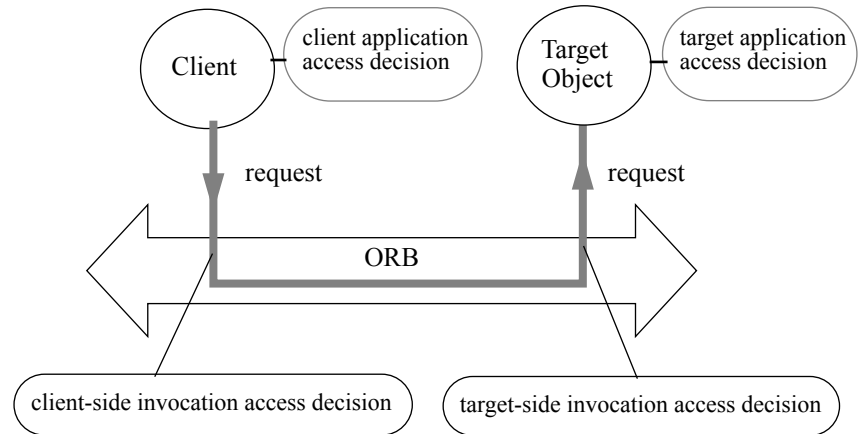 Client
client application
access decision
Target
Object
target application
access decision
request
request
ORB
client-side invocation access decision
target-side invocation access decision